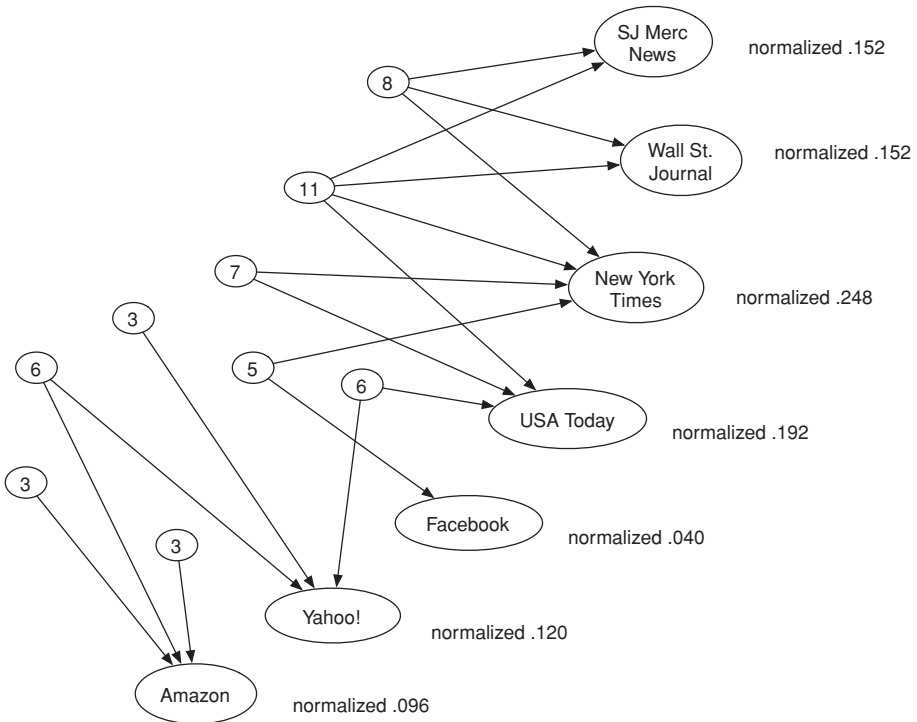 SJ Merc
News
normalized .152
8
Wall St.
Journal
normalized .152
11
7
New York
Times
normalized .248
3
6
5
6
USA Today
normalized .192
3
Facebook
normalized .040
3
Yahoo!
normalized .120
Amazon
normalized .096